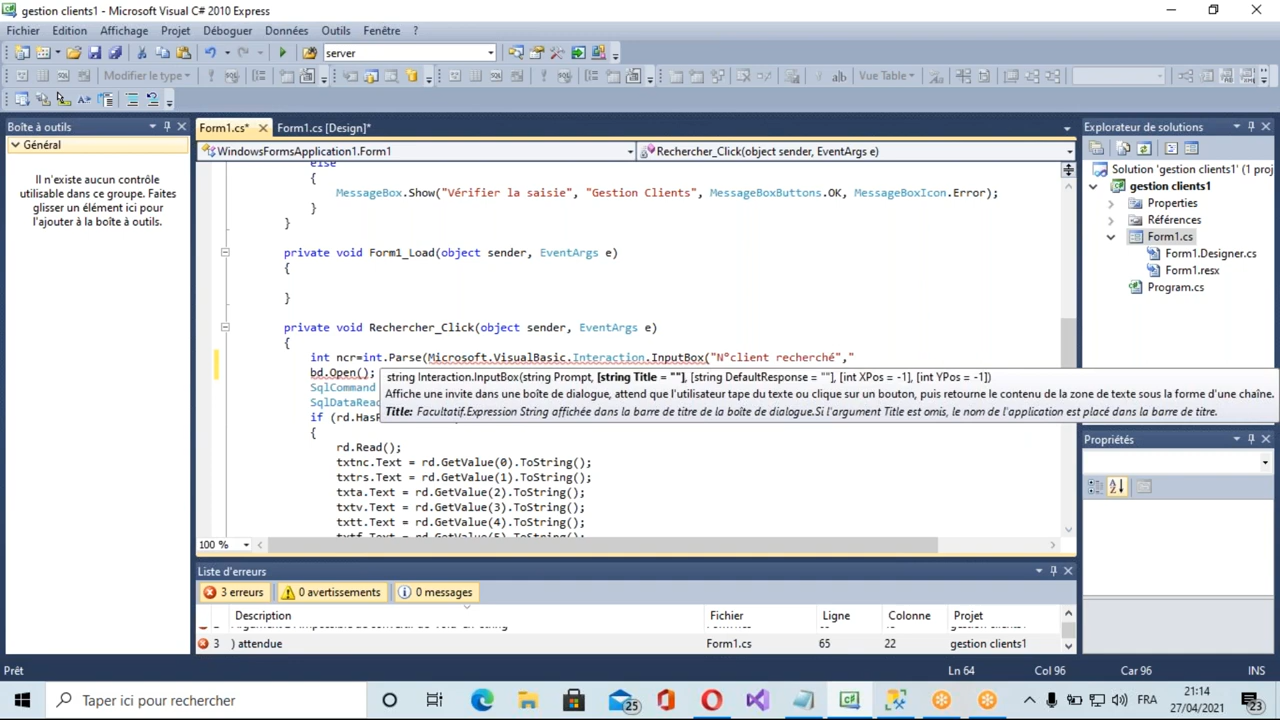 gestion clients1 - Microsoft Visual C# 2010 Express
Fichier Edition Affichage Projet Déboguer Données Outils Fenêtre ?
server
Modifier le type Vue Table
Boîte à outils
Général
Il n'existe aucun contrôle
utilisable dans ce groupe. Faites
glisser un élément ici pour
l'ajouter à la boîte à outils.
Form1.cs* Form1.cs [Design]*
WindowsFormsApplication1.Form1 Rechercher_Click(object sender, EventArgs e)
else
{
MessageBox.Show("Vérifier la saisie", "Gestion Clients", MessageBoxButtons.OK, MessageBoxIcon.Error);
}
}
private void Form1_Load(object sender, EventArgs e)
{
}
private void Rechercher_Click(object sender, EventArgs e)
{
int ncr=int.Parse(Microsoft.VisualBasic.Interaction.InputBox("N°client recherché","
bd.Open();
string Interaction.InputBox(string Prompt, [string Title = ""], [string DefaultResponse = ""], [int XPos = -1], [int YPos = -1])
Affiche une invite dans une boîte de dialogue, attend que l'utilisateur tape du texte ou clique sur un bouton, puis retourne le contenu de la zone de texte sous la forme d'une chaîne.
Title: Facultatif.Expression String affichée dans la barre de titre de la boîte de dialogue.Si l'argument Title est omis, le nom de l'application est placé dans la barre de titre.
SqlCommand
SqlDataRead
if (rd.HasR
{
rd.Read();
txtnc.Text = rd.GetValue(0).ToString();
txtrs.Text = rd.GetValue(1).ToString();
txta.Text = rd.GetValue(2).ToString();
txtv.Text = rd.GetValue(3).ToString();
txtt.Text = rd.GetValue(4).ToString();
txtf.Text = rd.GetValue(5).ToString();
100 %
Explorateur de solutions
Solution 'gestion clients1' (1 proj
gestion clients1
Properties
Références
Form1.cs
Form1.Designer.cs
Form1.resx
Program.cs
Propriétés
Liste d'erreurs
3 erreurs 0 avertissements 0 messages
Description Fichier Ligne Colonne Projet
3 ) attendue Form1.cs 65 22 gestion clients1
Prêt Ln 64 Col 96 Car 96 INS
Taper ici pour rechercher
25
FRA
21:14
27/04/2021
23